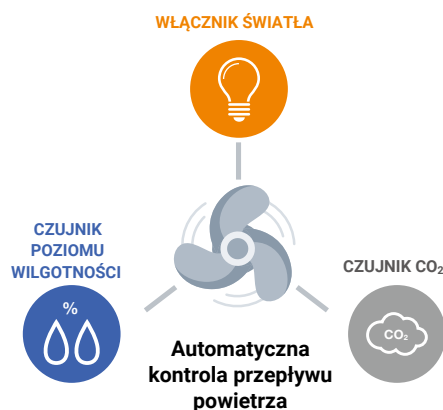 WŁĄCZNIK ŚWIATŁA
CZUJNIK
POZIOMU
WILGOTNOŚCI
%
CZUJNIK CO₂
CO₂
Automatyczna
kontrola przepływu
powietrza